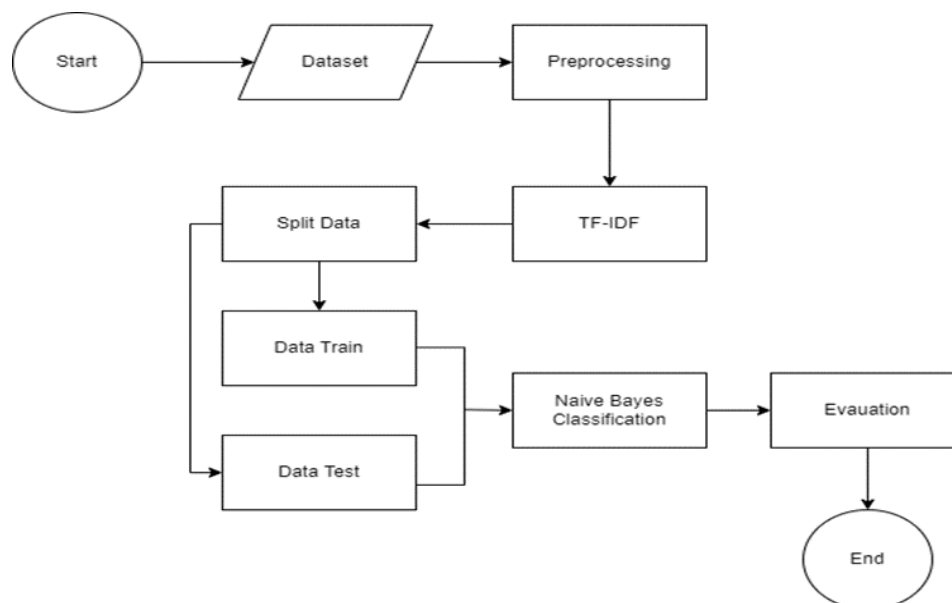 Start
Dataset
Preprocessing
TF-IDF
Split Data
Data Train
Data Test
Naive Bayes
Classification
Evauation
End